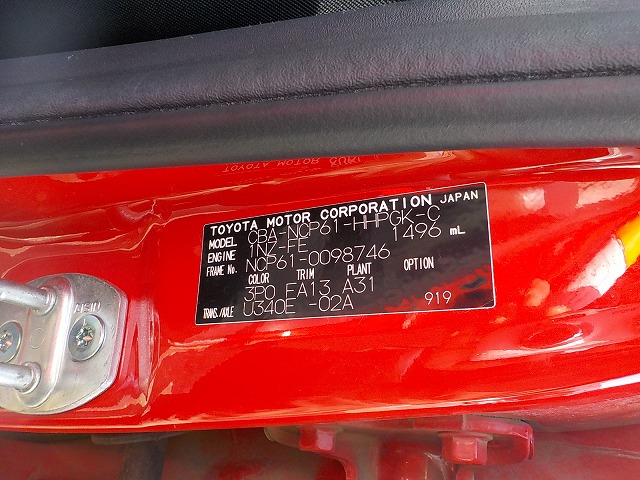 TOYOTA MOTOR CORPORATION JAPAN
MODEL CBA-NCP61-HHPGK-C
ENGINE 1NZ-FE 1496 mL
FRAME No. NCP61-0098746
COLOR TRIM PLANT OPTION
3P0 FA13 A31
TRANS./AXLE U340E -02A 919
AISIN